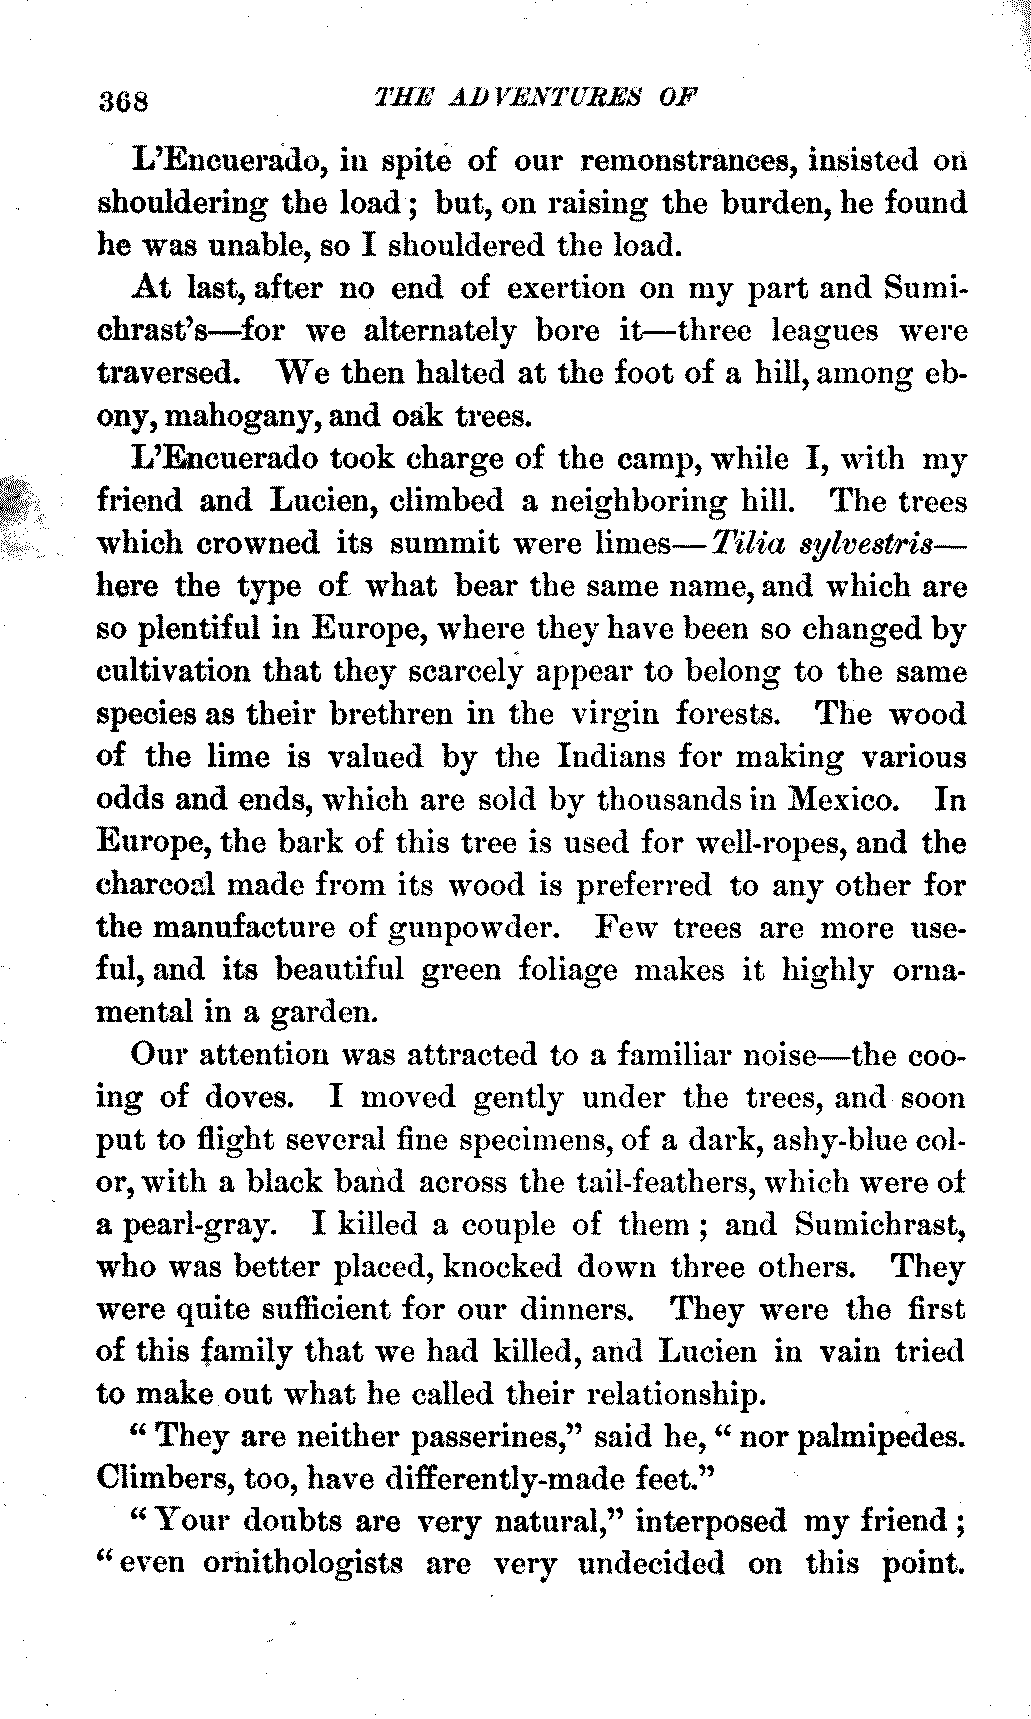 368 THE ADVENTURES OF
L'Encuerado, in spite of our remonstrances, insisted on
shouldering the load; but, on raising the burden, he found
he was unable, so I shouldered the load.
At last, after no end of exertion on my part and Sumi-
chrast's—for we alternately bore it—three leagues were
traversed. We then halted at the foot of a hill, among eb-
ony, mahogany, and oak trees.
L'Encuerado took charge of the camp, while I, with my
friend and Lucien, climbed a neighboring hill. The trees
which crowned its summit were limes—Tilia sylvestris—
here the type of what bear the same name, and which are
so plentiful in Europe, where they have been so changed by
cultivation that they scarcely appear to belong to the same
species as their brethren in the virgin forests. The wood
of the lime is valued by the Indians for making various
odds and ends, which are sold by thousands in Mexico. In
Europe, the bark of this tree is used for well-ropes, and the
charcoal made from its wood is preferred to any other for
the manufacture of gunpowder. Few trees are more use-
ful, and its beautiful green foliage makes it highly orna-
mental in a garden.
Our attention was attracted to a familiar noise—the coo-
ing of doves. I moved gently under the trees, and soon
put to flight several fine specimens, of a dark, ashy-blue col-
or, with a black band across the tail-feathers, which were of
a pearl-gray. I killed a couple of them; and Sumichrast,
who was better placed, knocked down three others. They
were quite sufficient for our dinners. They were the first
of this family that we had killed, and Lucien in vain tried
to make out what he called their relationship.
"They are neither passerines," said he, "nor palmipedes.
Climbers, too, have differently-made feet."
"Your doubts are very natural," interposed my friend;
"even ornithologists are very undecided on this point.